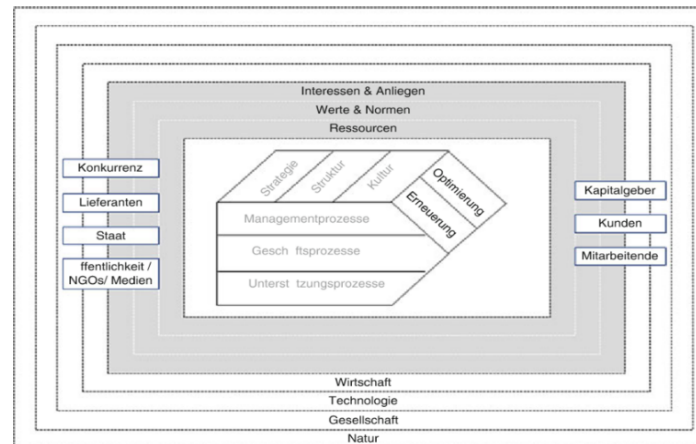 Interessen & Anliegen
Werte & Normen
Ressourcen
Konkurrenz
Lieferanten
Staat
ffentlichkeit /
NGOs/ Medien
Strategie
Struktur
Kultur
Optimierung
Erneuerung
Managementprozesse
Gesch ftsprozesse
Unterst tzungsprozesse
Kapitalgeber
Kunden
Mitarbeitende
Wirtschaft
Technologie
Gesellschaft
Natur